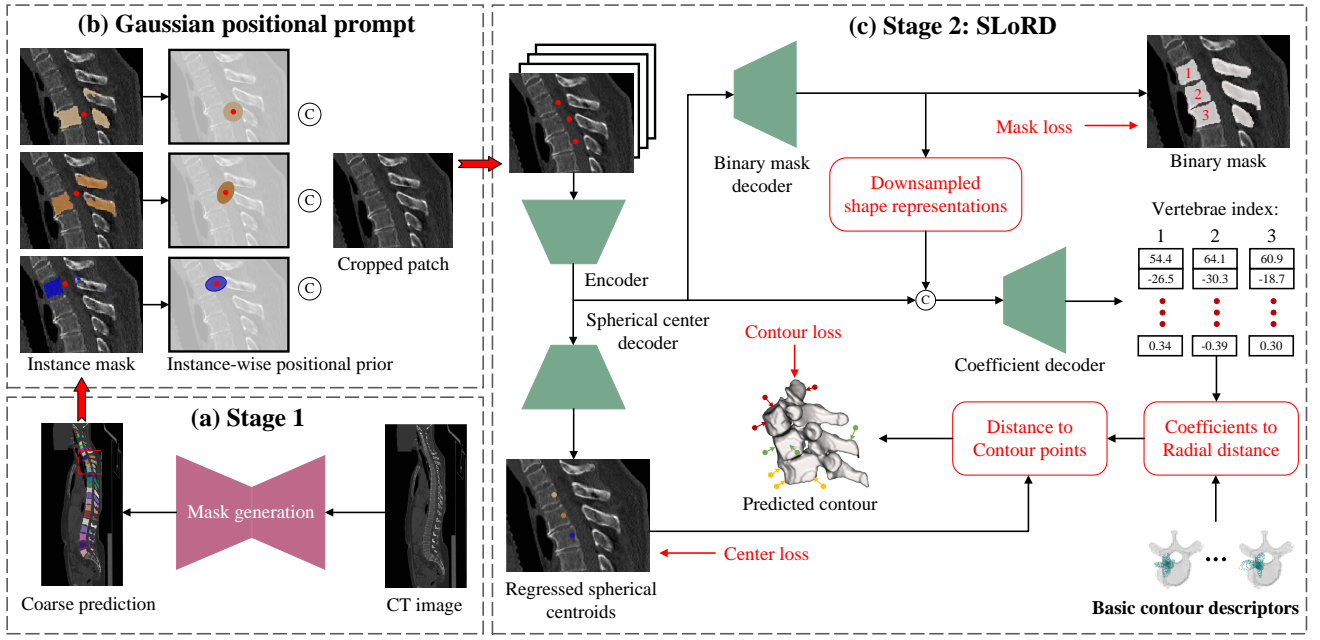 (b) Gaussian positional prompt
C
C
C
Cropped patch
Instance mask
Instance-wise positional prior
(a) Stage 1
Mask generation
Coarse prediction
CT image
(c) Stage 2: SLoRD
Encoder
Spherical center
decoder
Binary mask
decoder
1
2
3
Mask loss
Binary mask
Downsampled
shape representations
C
Coefficient decoder
Vertebrae index:
1 2 3
54.4 64.1 60.9
-26.5 -30.3 -18.7
0.34 -0.39 0.30
Contour loss
Predicted contour
Distance to
Contour points
Coefficients to
Radial distance
Center loss
Regressed spherical
centroids
Basic contour descriptors